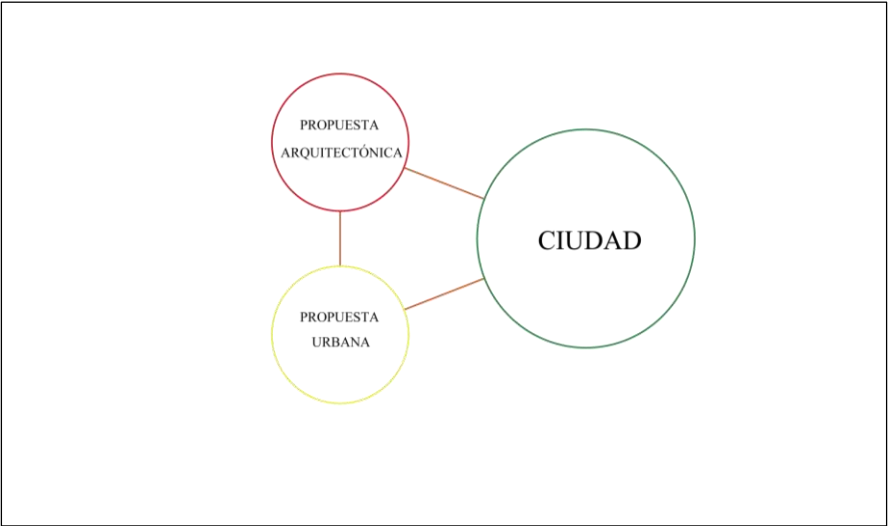 PROPUESTA
ARQUITECTÓNICA
CIUDAD
PROPUESTA
URBANA